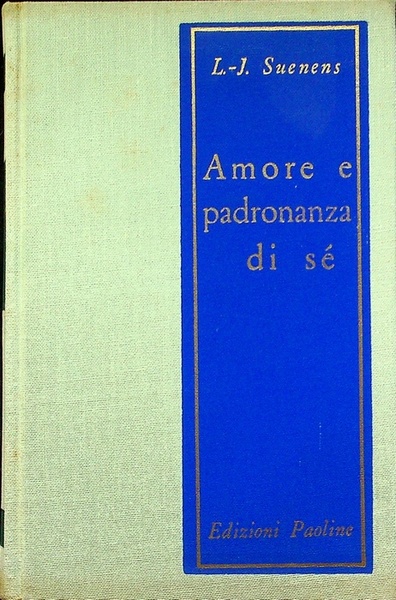 L.-J. Suenens
Amore e
padronanza
di sé
Edizioni Paoline